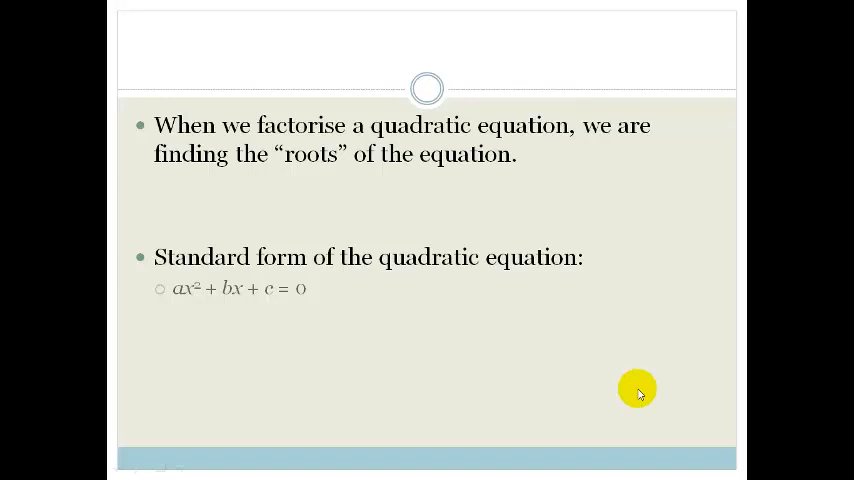 When we factorise a quadratic equation, we are
finding the “roots” of the equation.
Standard form of the quadratic equation:
ax² + bx + c = 0